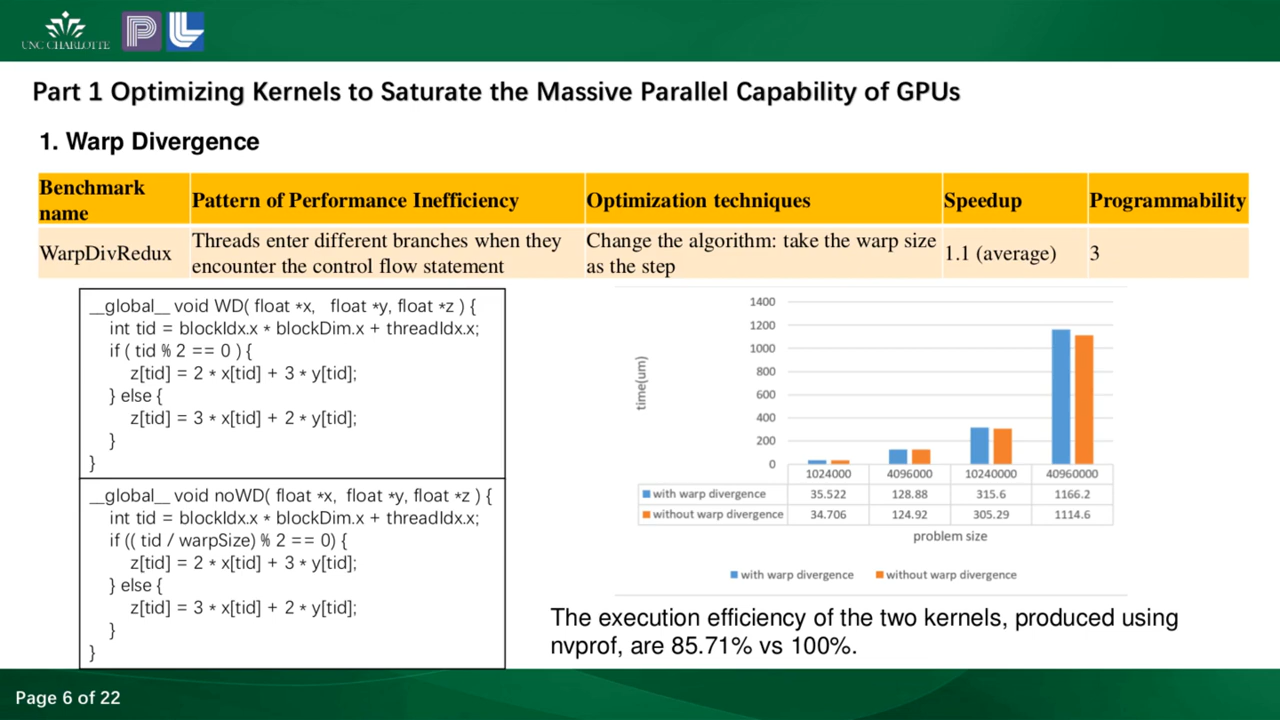 UNC CHARLOTTE
Part 1 Optimizing Kernels to Saturate the Massive Parallel Capability of GPUs
1. Warp Divergence
Benchmark name
Pattern of Performance Inefficiency
Optimization techniques
Speedup
Programmability
WarpDivRedux
Threads enter different branches when they
encounter the control flow statement
Change the algorithm: take the warp size
as the step
1.1 (average)
3
__global__ void WD( float *x, float *y, float *z ) {
int tid = blockIdx.x * blockDim.x + threadIdx.x;
if ( tid % 2 == 0 ) {
z[tid] = 2 * x[tid] + 3 * y[tid];
} else {
z[tid] = 3 * x[tid] + 2 * y[tid];
}
}
__global__ void noWD( float *x, float *y, float *z ) {
int tid = blockIdx.x * blockDim.x + threadIdx.x;
if (( tid / warpSize) % 2 == 0) {
z[tid] = 2 * x[tid] + 3 * y[tid];
} else {
z[tid] = 3 * x[tid] + 2 * y[tid];
}
}
time(um)
1400
1200
1000
800
600
400
200
0
1024000 4096000 10240000 40960000
with warp divergence 35.522 128.88 315.6 1166.2
without warp divergence 34.706 124.92 305.29 1114.6
problem size
with warp divergence without warp divergence
The execution efficiency of the two kernels, produced using
nvprof, are 85.71% vs 100%.
Page 6 of 22